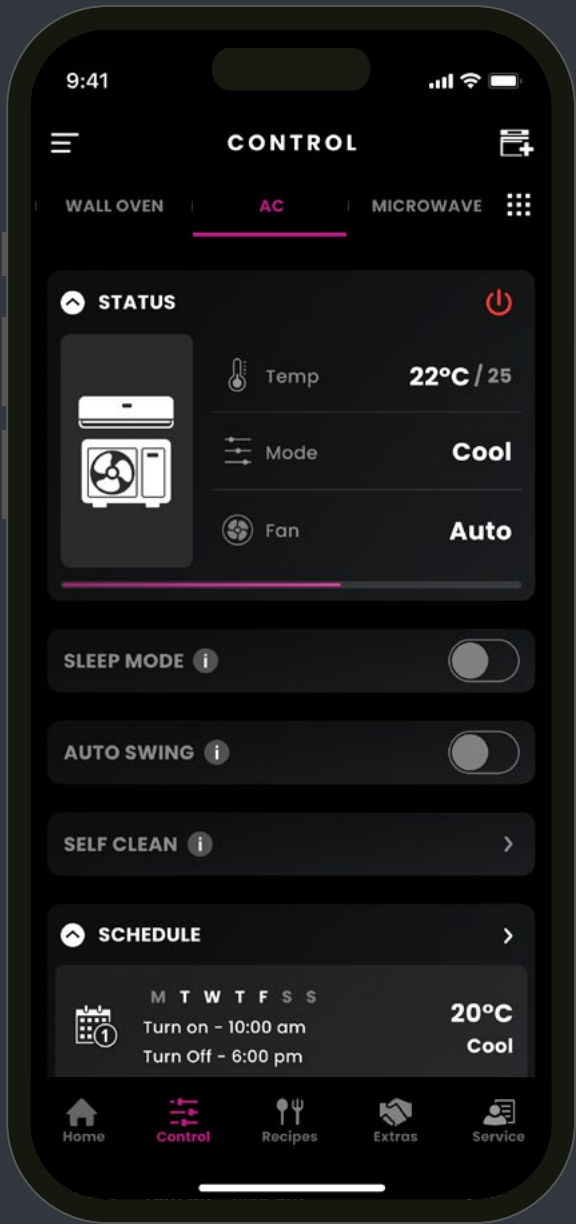 9:41
CONTROL
WALL OVEN AC MICROWAVE
STATUS
Temp 22°C / 25
Mode Cool
Fan Auto
SLEEP MODE i
AUTO SWING i
SELF CLEAN i
SCHEDULE
M T W T F S S
Turn on - 10:00 am
Turn Off - 6:00 pm
20°C
Cool
1
Home Control Recipes Extras Service